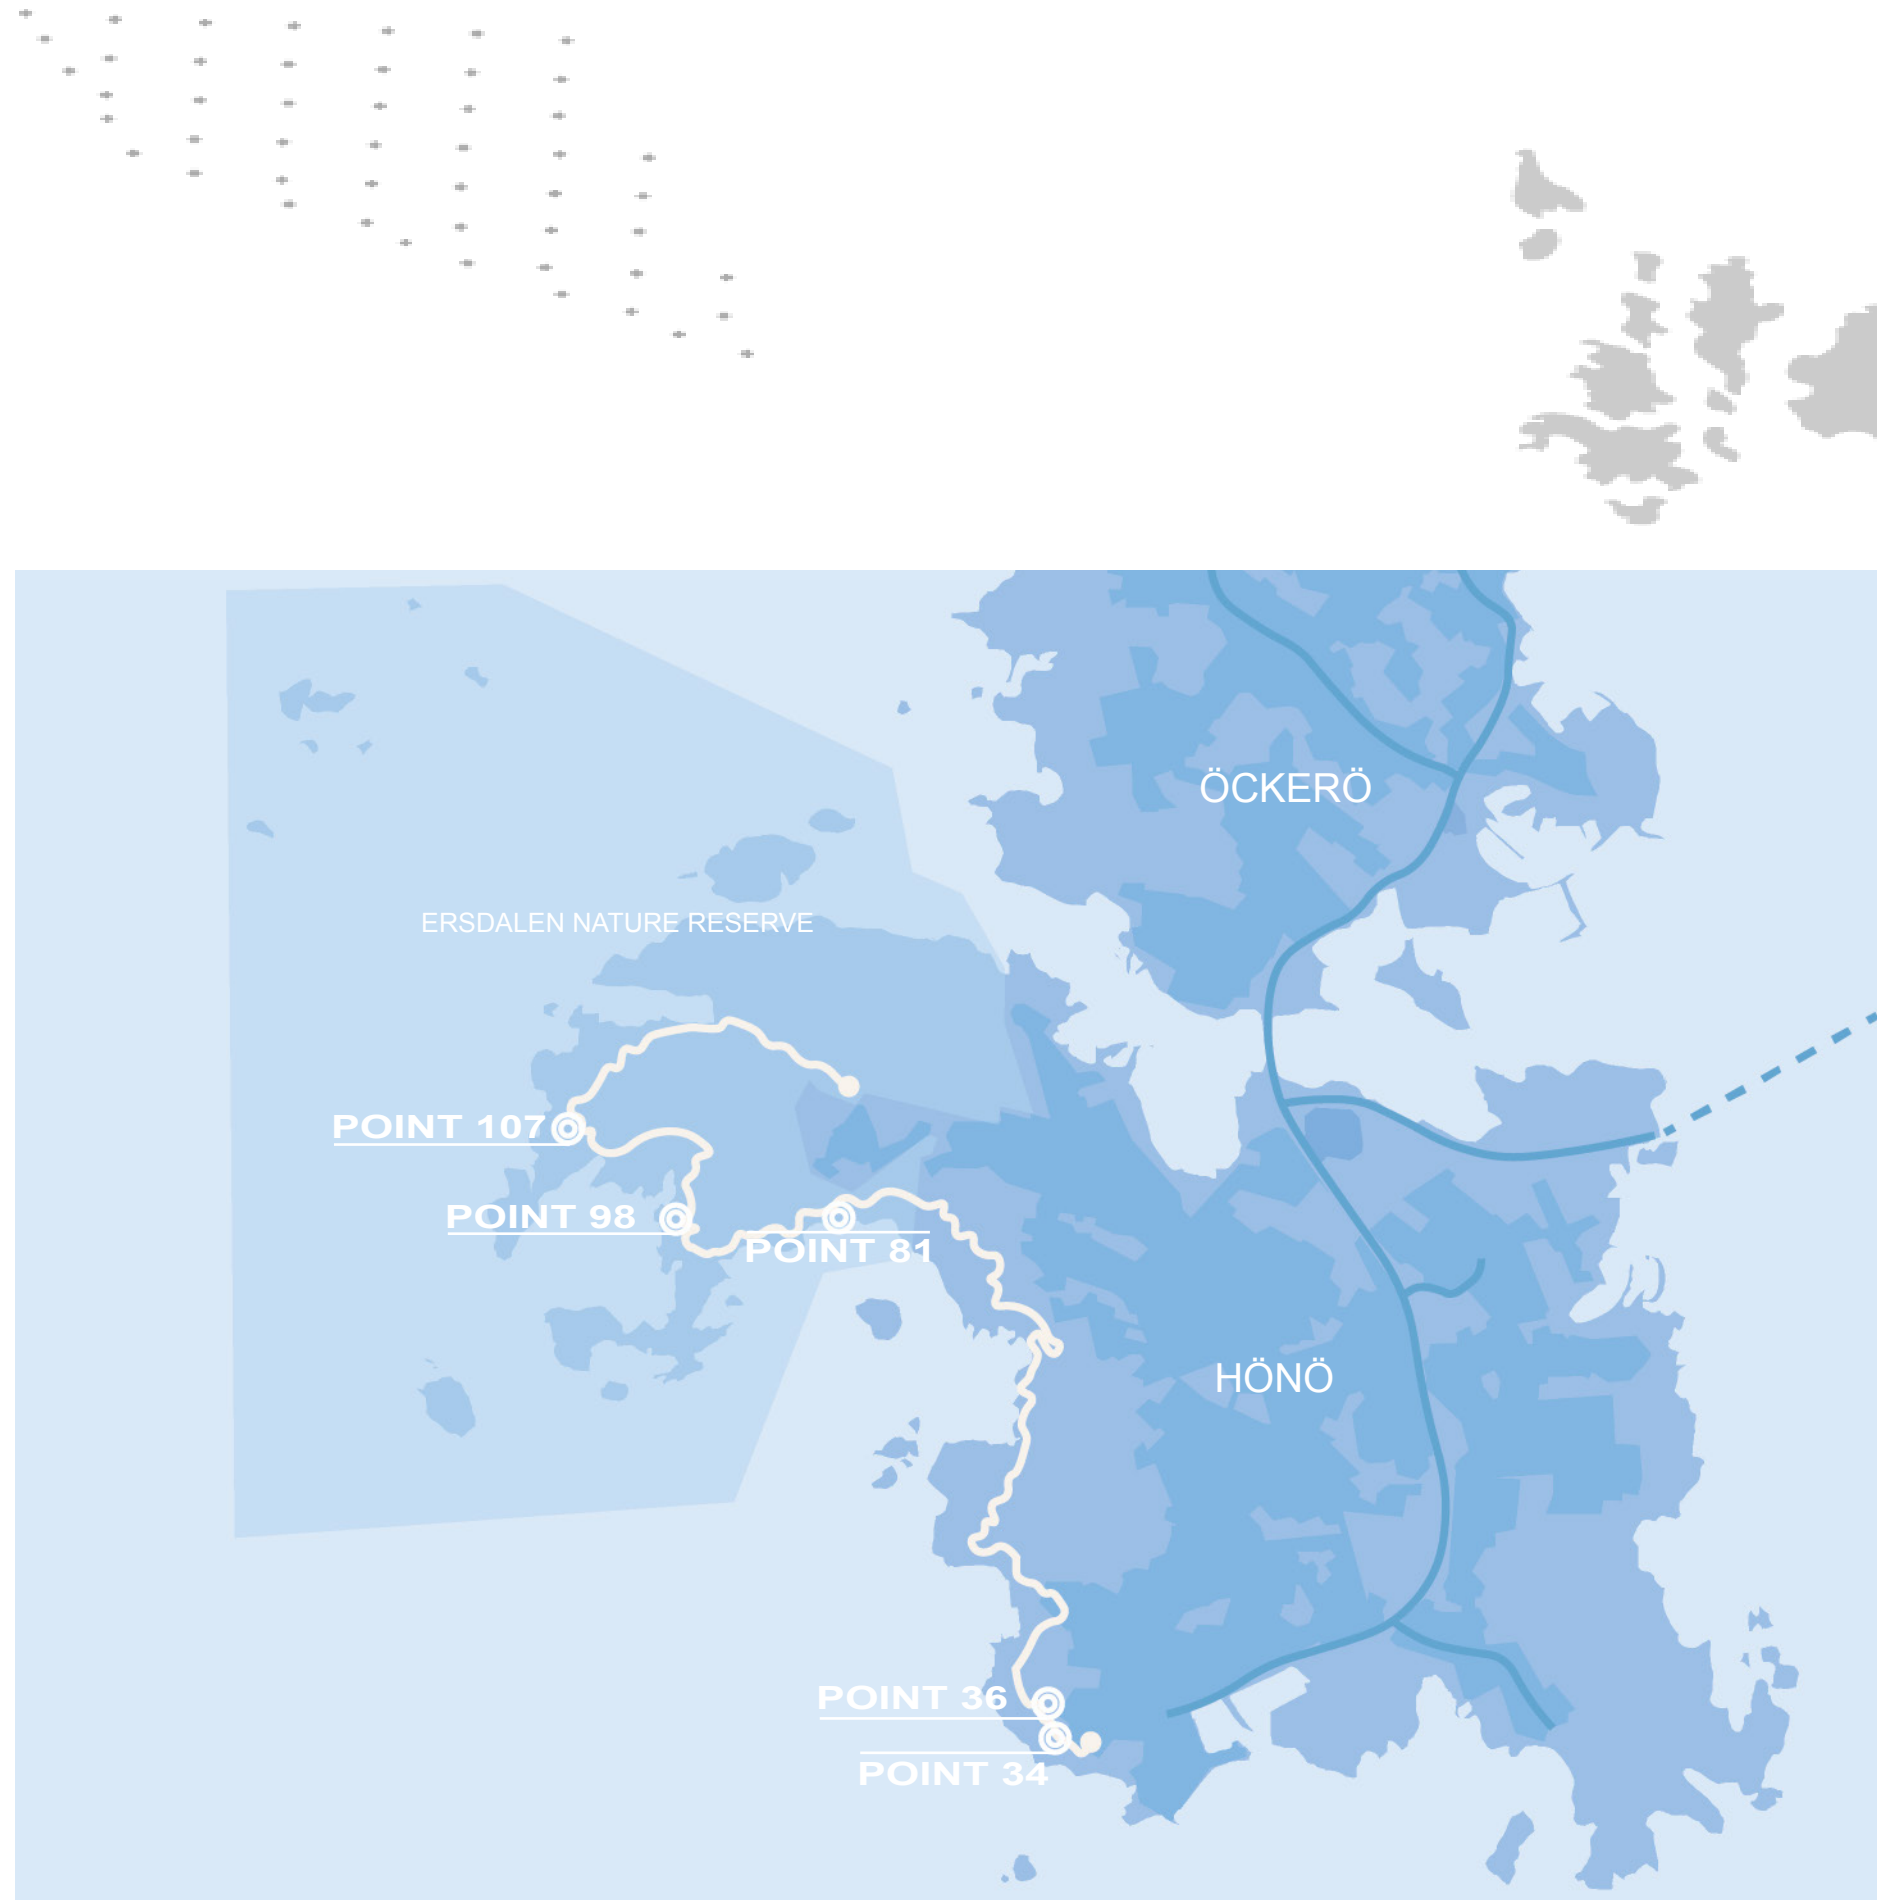 ÖCKERÖ
ERSDALEN NATURE RESERVE
POINT 107
POINT 98
POINT 81
HÖNÖ
POINT 36
POINT 34